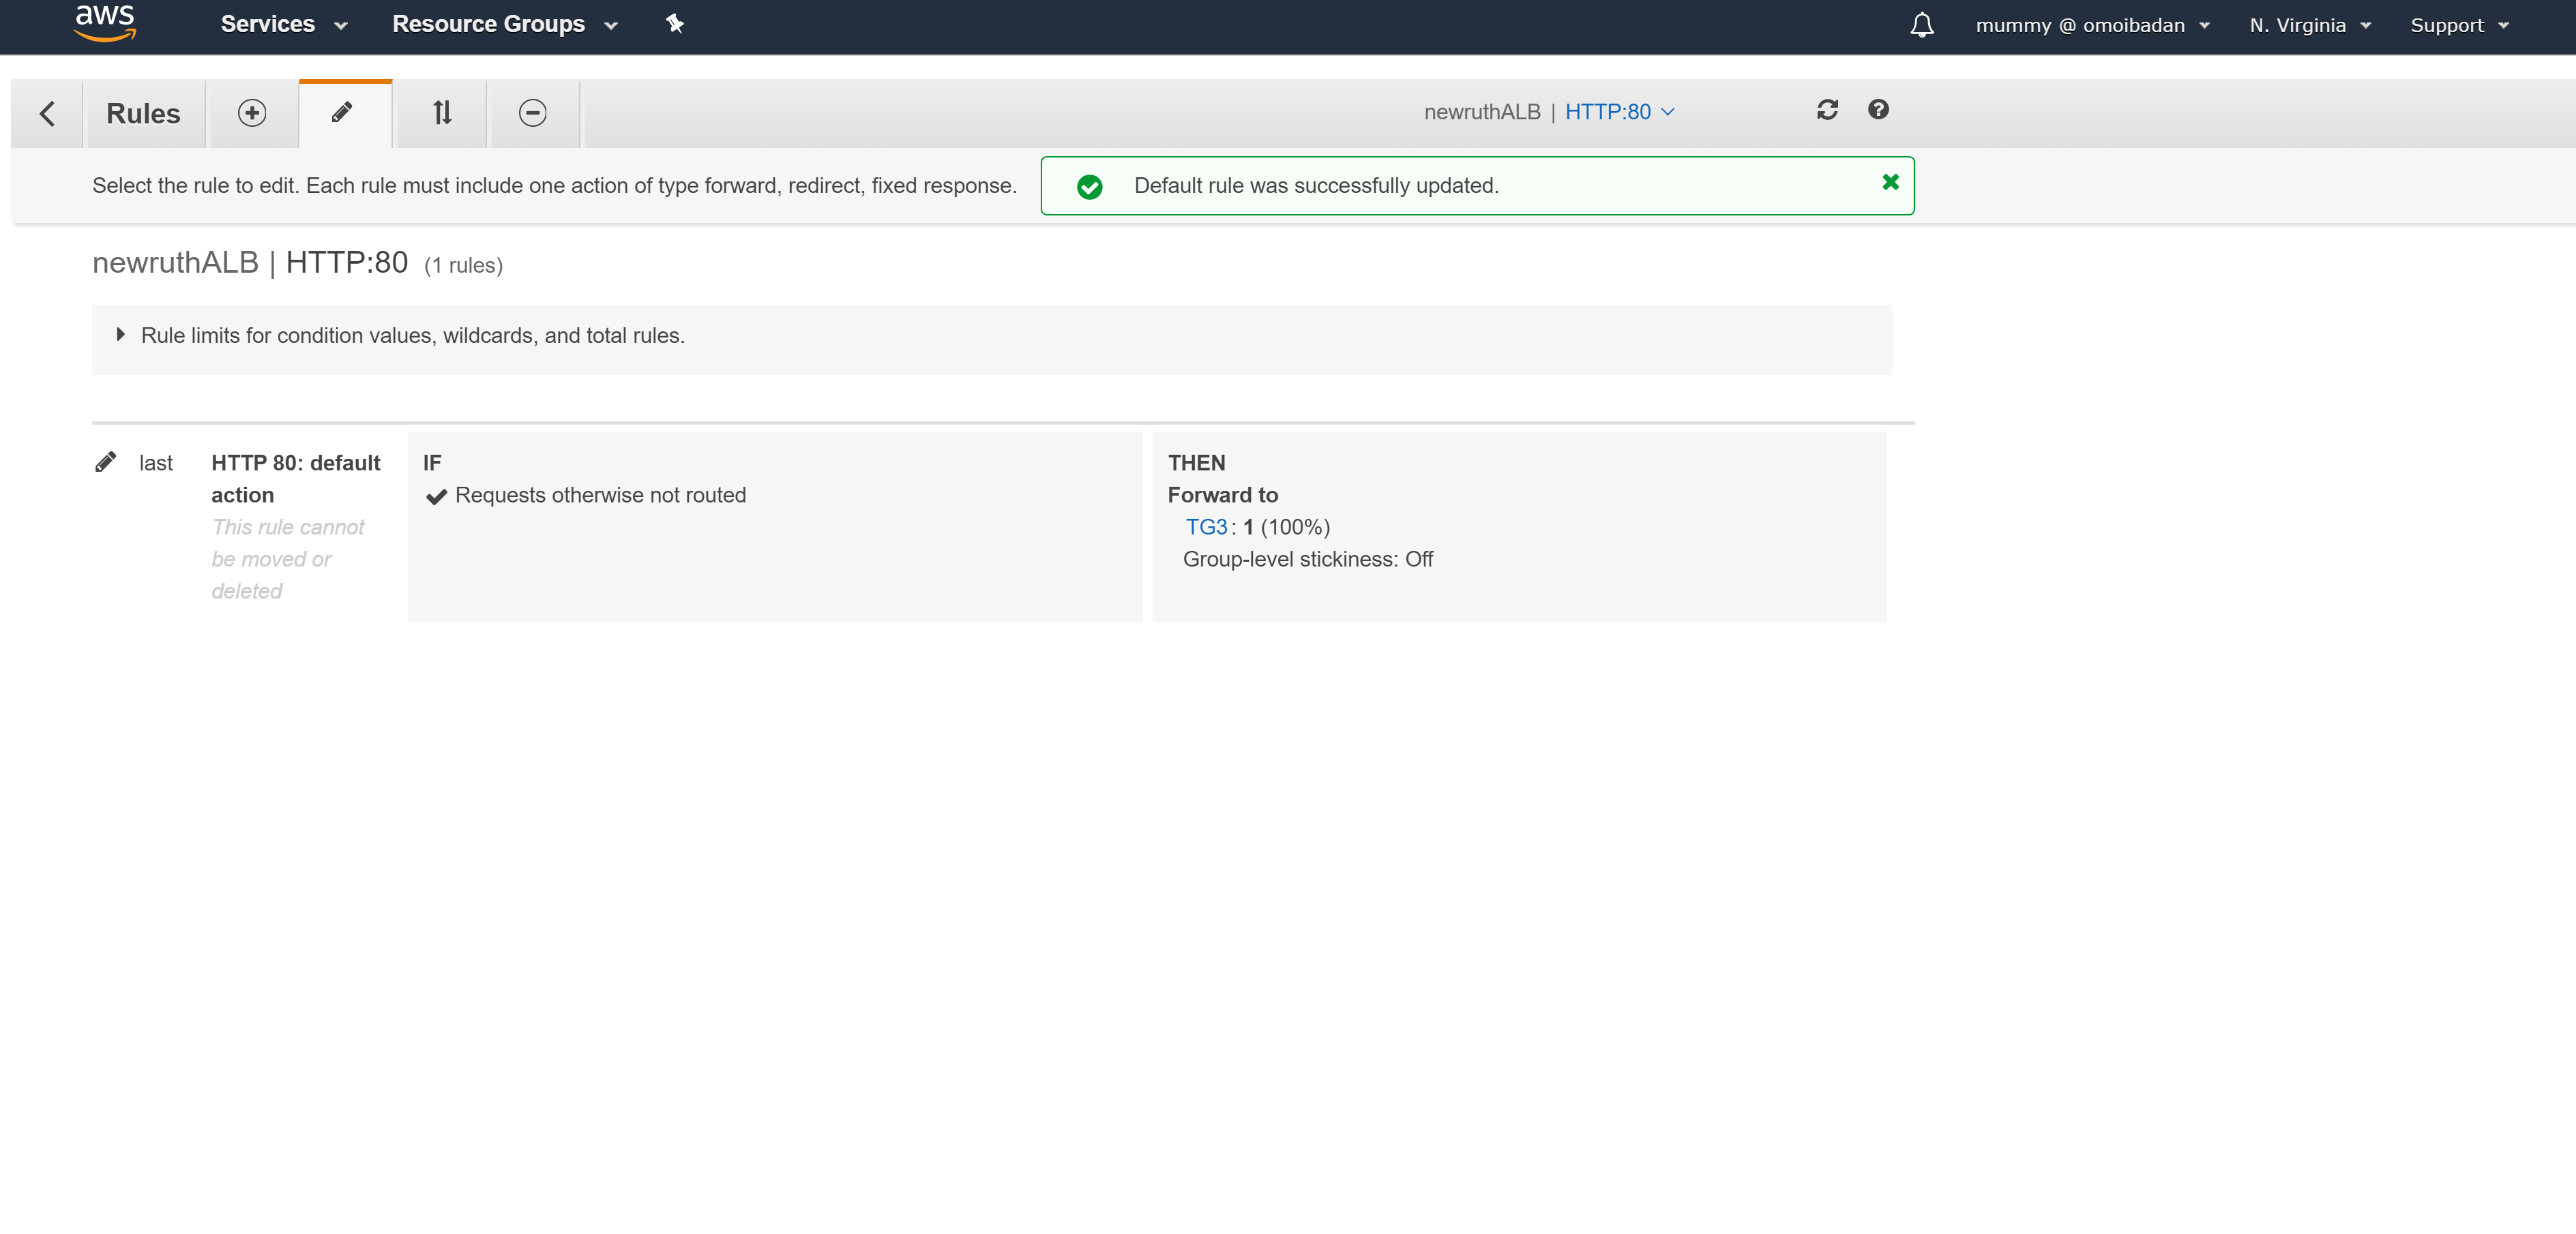 aws Services Resource Groups mummy @ omoibadan N. Virginia Support
Rules newruthALB | HTTP:80
Select the rule to edit. Each rule must include one action of type forward, redirect, fixed response. Default rule was successfully updated.
newruthALB | HTTP:80 (1 rules)
Rule limits for condition values, wildcards, and total rules.
last HTTP 80: default action
This rule cannot
be moved or
deleted
IF
Requests otherwise not routed
THEN
Forward to
TG3: 1 (100%)
Group-level stickiness: Off